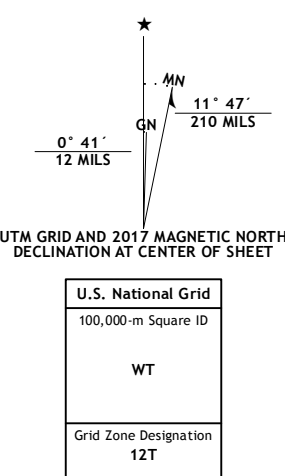 ★
MN
GN
11° 47´
210 MILS
0° 41´
12 MILS
UTM GRID AND 2017 MAGNETIC NORTH
DECLINATION AT CENTER OF SHEET
U.S. National Grid
100,000-m Square ID
WT
Grid Zone Designation
12T